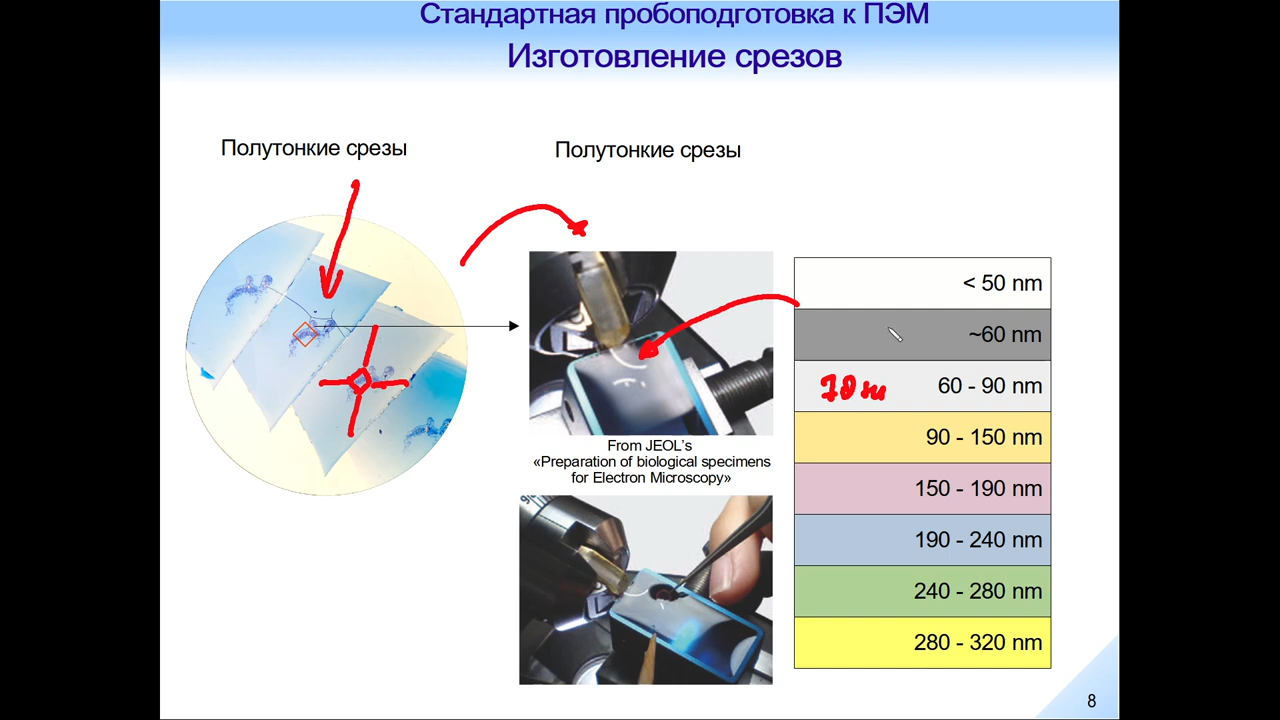 Стандартная пробоподготовка к ПЭМ
Изготовление срезов
Полутонкие срезы
Полутонкие срезы
From JEOL's
«Preparation of biological specimens
for Electron Microscopy»
< 50 nm
~60 nm
60 - 90 nm
90 - 150 nm
150 - 190 nm
190 - 240 nm
240 - 280 nm
280 - 320 nm
8